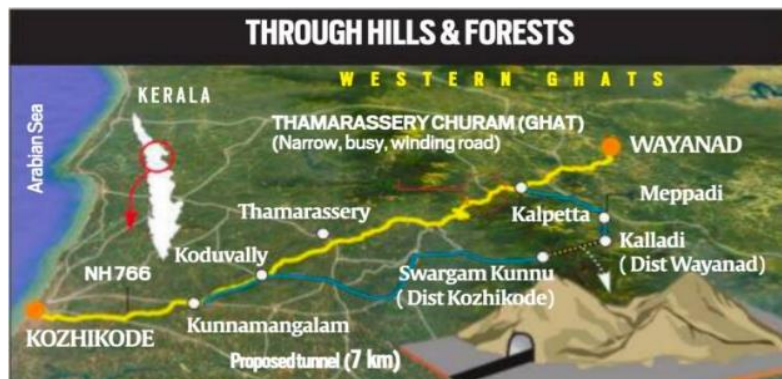 THROUGH HILLS & FORESTS
WESTERN GHATS
KERALA
Arabian Sea
THAMARASSERY CHURAM (GHAT)
(Narrow, busy, winding road)
WAYANAD
Meppadi
Kalpetta
Thamarassery
Kalladi
(Dist Wayanad)
Koduvally
Swargam Kunnu
(Dist Kozhikode)
NH 766
Kunnamangalam
KOZHIKODE
Proposed tunnel (7 km)